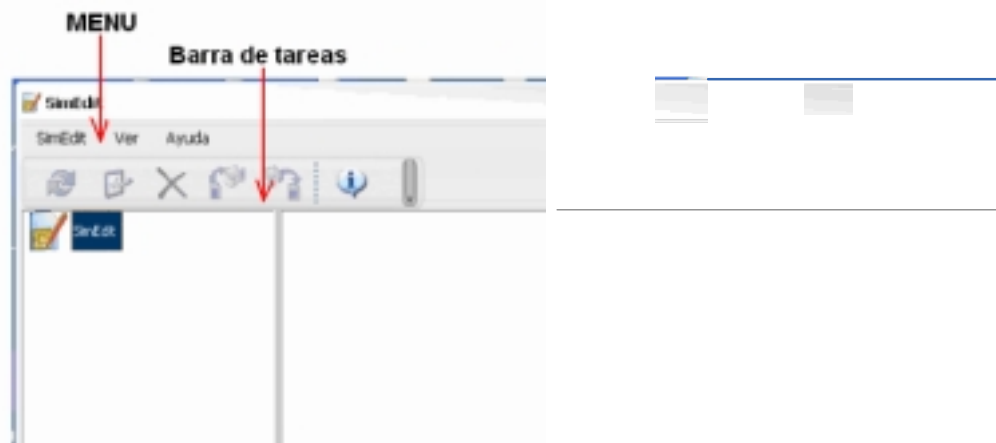 MENU
Barra de tareas
SimEdit
SimEdit Ver Ayuda
SimEdit